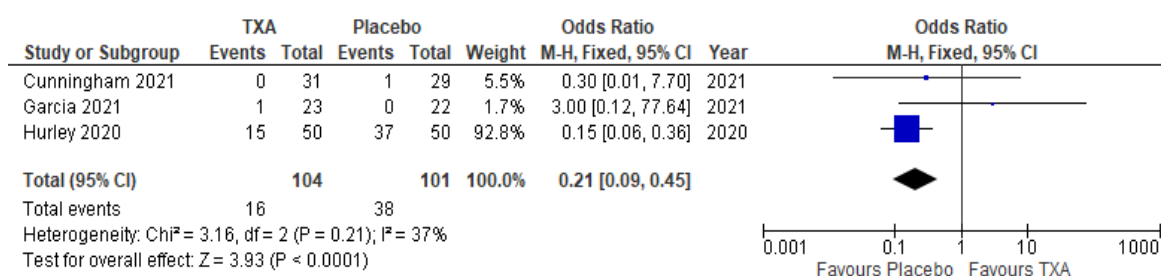 TXA Placebo Odds Ratio Odds Ratio
Study or Subgroup Events Total Events Total Weight M-H, Fixed, 95% CI Year M-H, Fixed, 95% CI
Cunningham 2021 0 31 1 29 5.5% 0.30 [0.01, 7.70] 2021
Garcia 2021 1 23 0 22 1.7% 3.00 [0.12, 77.64] 2021
Hurley 2020 15 50 37 50 92.8% 0.15 [0.06, 0.36] 2020
Total (95% CI) 104 101 100.0% 0.21 [0.09, 0.45]
Total events 16 38
Heterogeneity: Chi² = 3.16, df = 2 (P = 0.21); I² = 37%
Test for overall effect: Z = 3.93 (P < 0.0001)
0.001 0.1 1 10 1000
Favours Placebo Favours TXA